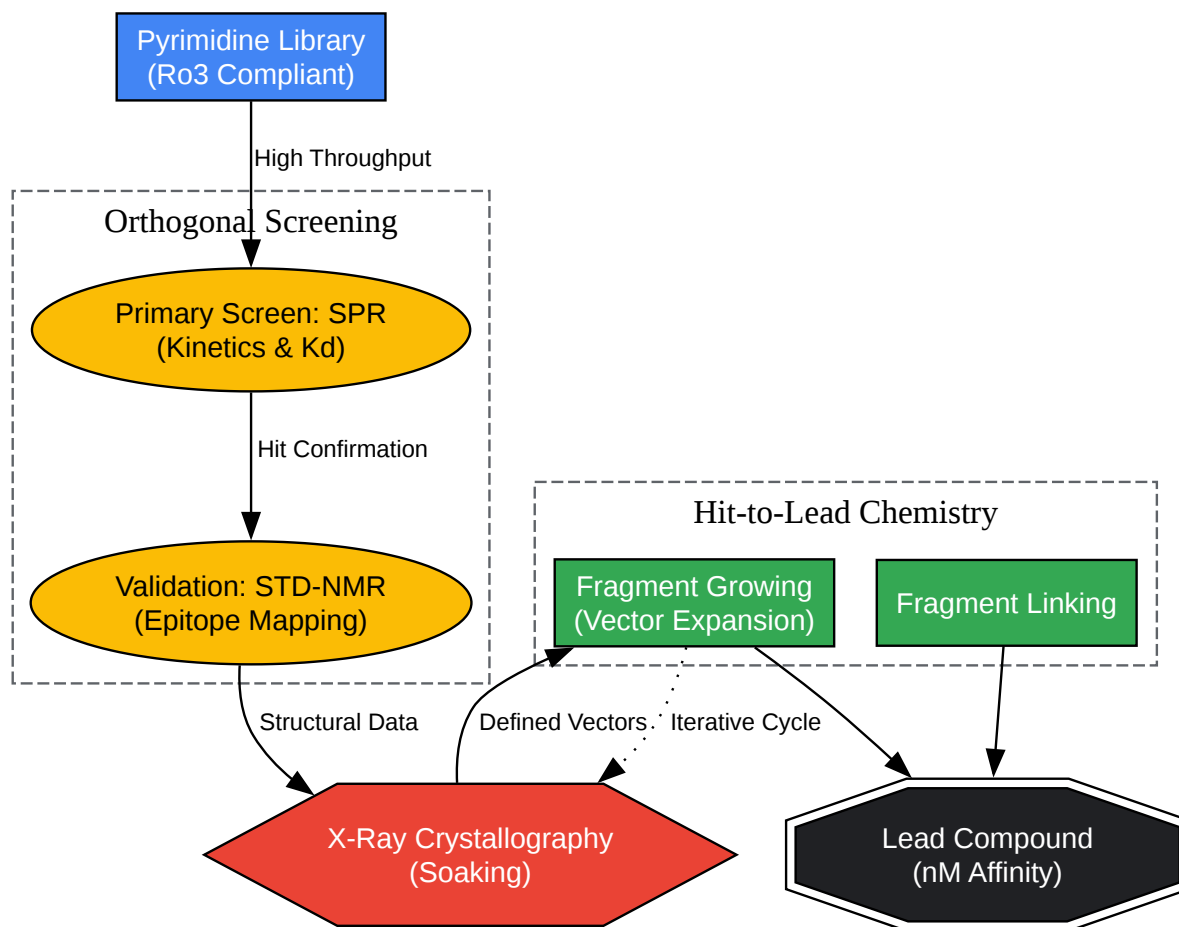 Pyrimidine Library
(Ro3 Compliant)
High Throughput
Orthogonal Screening
Primary Screen: SPR
(Kinetics & Kd)
Hit Confirmation
Validation: STD-NMR
(Epitope Mapping)
Hit-to-Lead Chemistry
Fragment Growing
(Vector Expansion)
Fragment Linking
Structural Data
Defined Vectors
Iterative Cycle
X-Ray Crystallography
(Soaking)
Lead Compound
(nM Affinity)